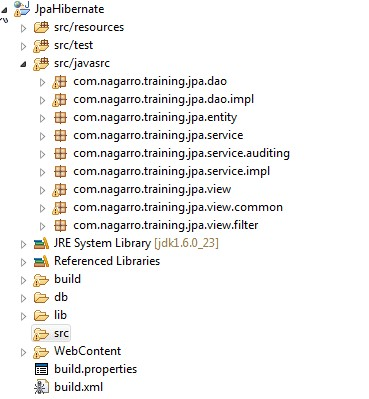 JpaHibernate
src/resources
src/test
src/javasrc
com.nagarro.training.jpa.dao
com.nagarro.training.jpa.dao.impl
com.nagarro.training.jpa.entity
com.nagarro.training.jpa.service
com.nagarro.training.jpa.service.auditing
com.nagarro.training.jpa.service.impl
com.nagarro.training.jpa.view
com.nagarro.training.jpa.view.common
com.nagarro.training.jpa.view.filter
JRE System Library [jdk1.6.0_23]
Referenced Libraries
build
db
lib
src
WebContent
build.properties
build.xml